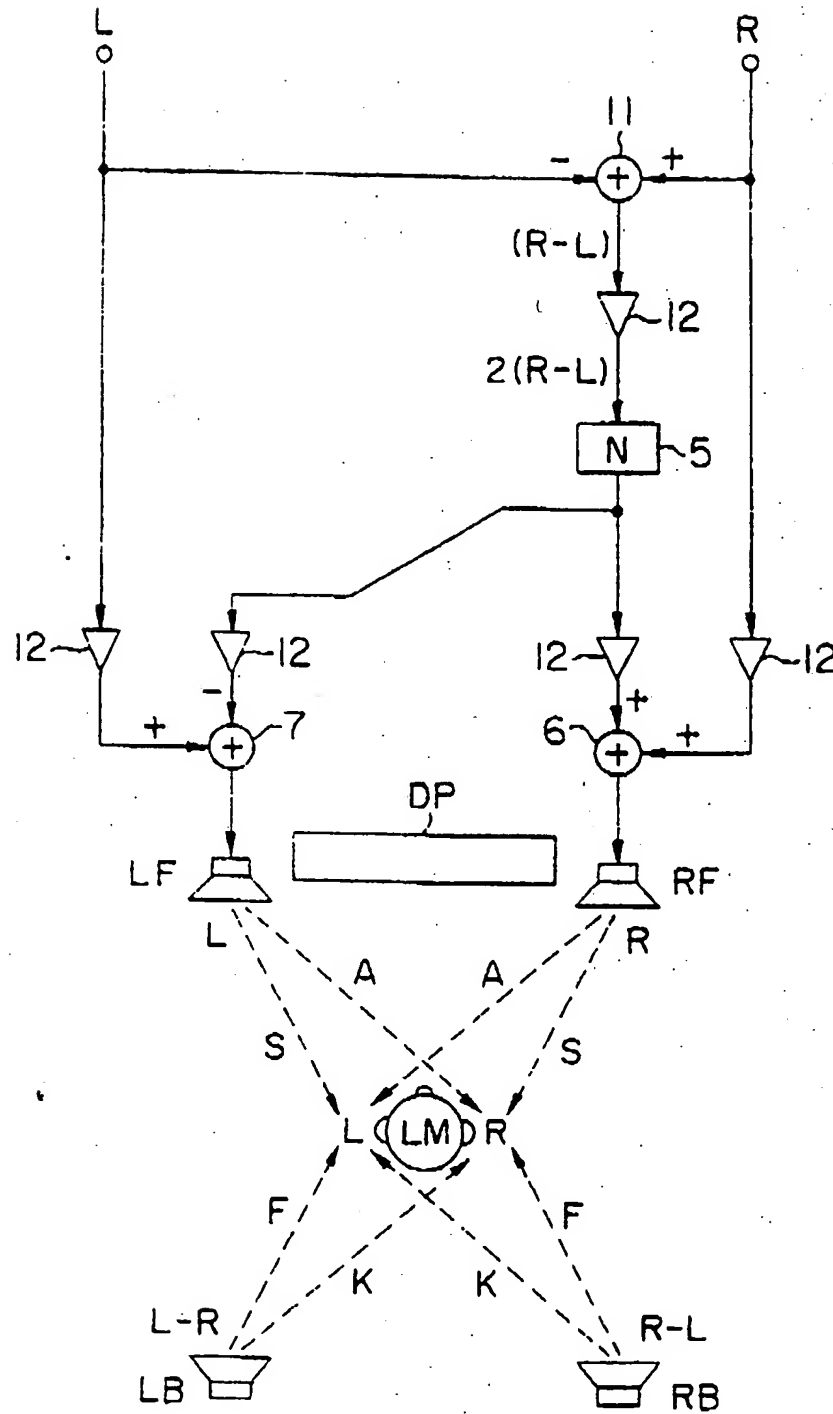 L R
11
- + +
(R-L)
12
2(R-L)
N 5
12 12 12 12
- +
+ + 7 6 + +
DP
LF RF
L R
A A
S S
L LM R
F F
K K
L-R R-L
LB RB